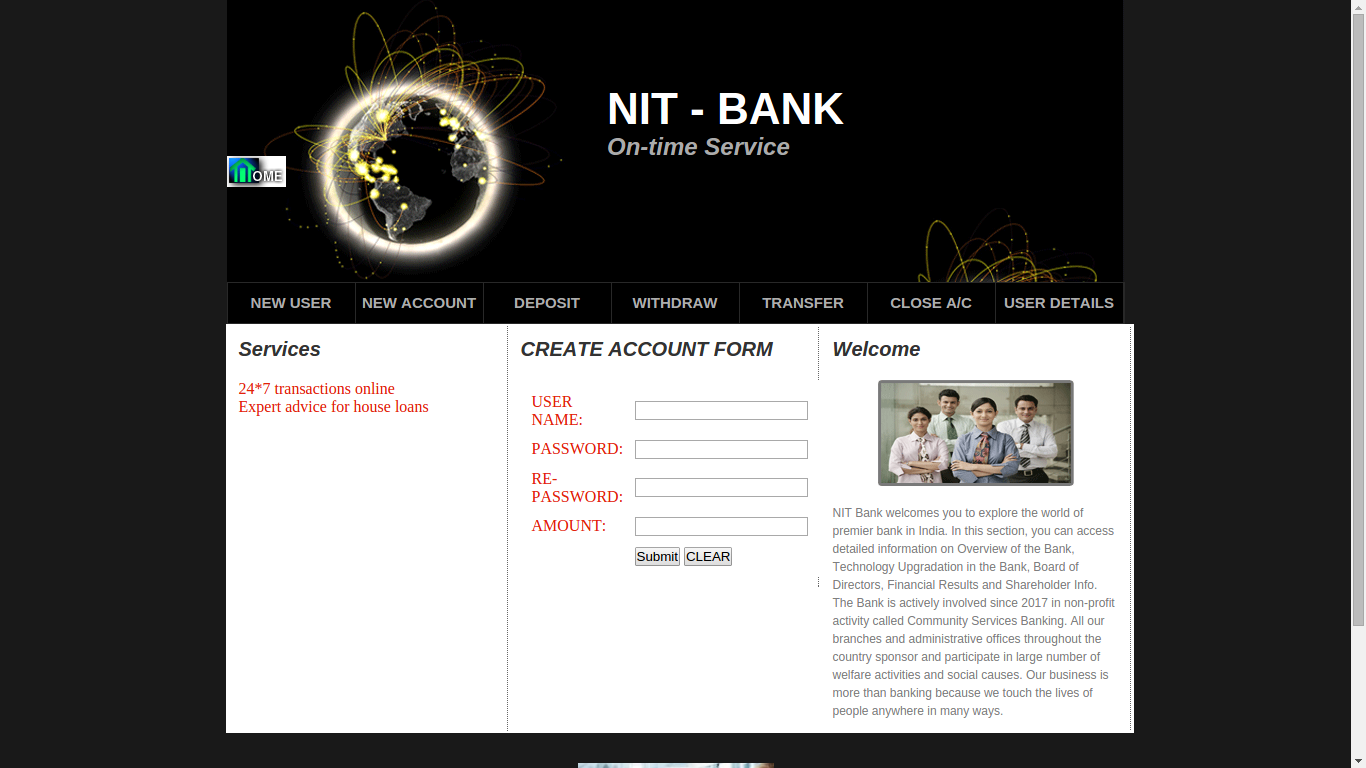 NIT - BANK
On-time Service
OME
NEW USER NEW ACCOUNT DEPOSIT WITHDRAW TRANSFER CLOSE A/C USER DETAILS
Services
24*7 transactions online
Expert advice for house loans
CREATE ACCOUNT FORM
USER
NAME:
PASSWORD:
RE-
PASSWORD:
AMOUNT:
Submit CLEAR
Welcome
NIT Bank welcomes you to explore the world of
premier bank in India. In this section, you can access
detailed information on Overview of the Bank,
Technology Upgradation in the Bank, Board of
Directors, Financial Results and Shareholder Info.
The Bank is actively involved since 2017 in non-profit
activity called Community Services Banking. All our
branches and administrative offices throughout the
country sponsor and participate in large number of
welfare activities and social causes. Our business is
more than banking because we touch the lives of
people anywhere in many ways.